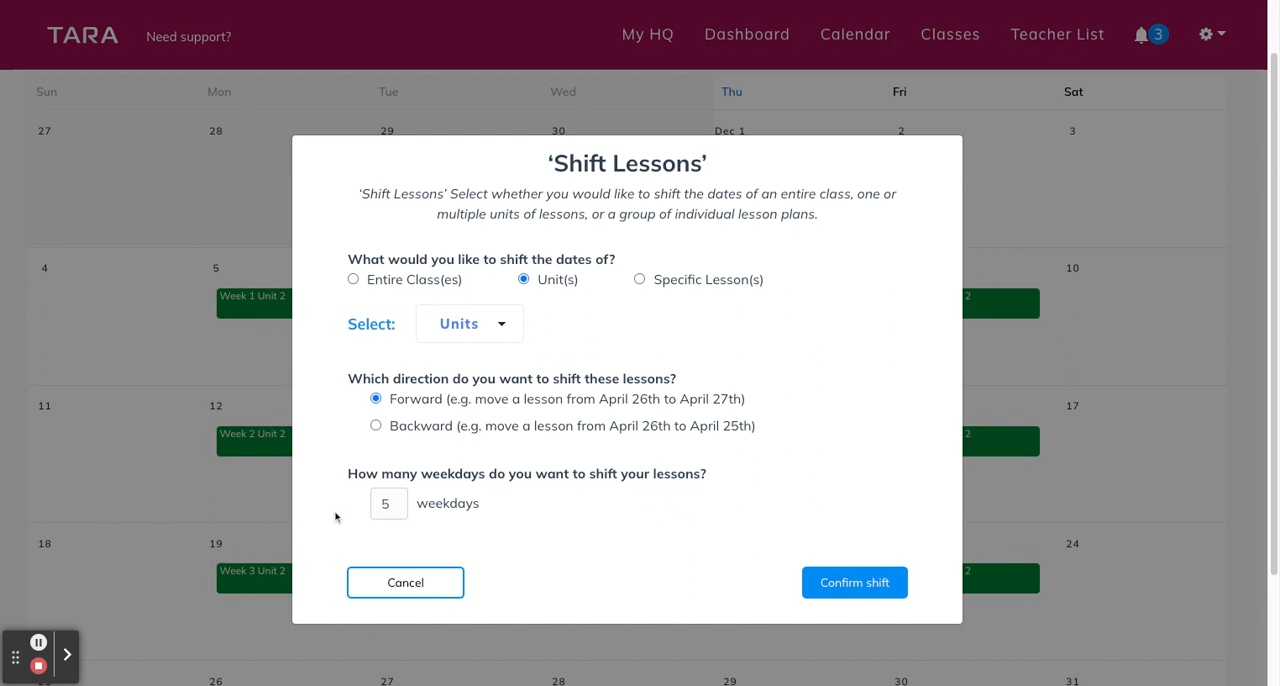 TARA
Need support?
My HQ
Dashboard
Calendar
Classes
Teacher List
3
Sun
Mon
Tue
Wed
Thu
Fri
Sat
27
28
29
30
Dec 1
2
3
‘Shift Lessons’
‘Shift Lessons’ Select whether you would like to shift the dates of an entire class, one or
multiple units of lessons, or a group of individual lesson plans.
What would you like to shift the dates of?
Entire Class(es)
Unit(s)
Specific Lesson(s)
Select:
Units
Which direction do you want to shift these lessons?
Forward (e.g. move a lesson from April 26th to April 27th)
Backward (e.g. move a lesson from April 26th to April 25th)
How many weekdays do you want to shift your lessons?
5
weekdays
Cancel
Confirm shift
4
5
10
Week 1 Unit 2
2
11
12
17
Week 2 Unit 2
2
18
19
24
Week 3 Unit 2
2
26
27
28
29
30
31